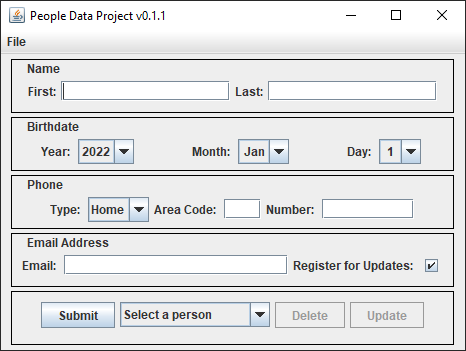 People Data Project v0.1.1
File
Name
First: Last:
Birthdate
Year: 2022 Month: Jan Day: 1
Phone
Type: Home Area Code: Number:
Email Address
Email: Register for Updates:
Submit Select a person Delete Update